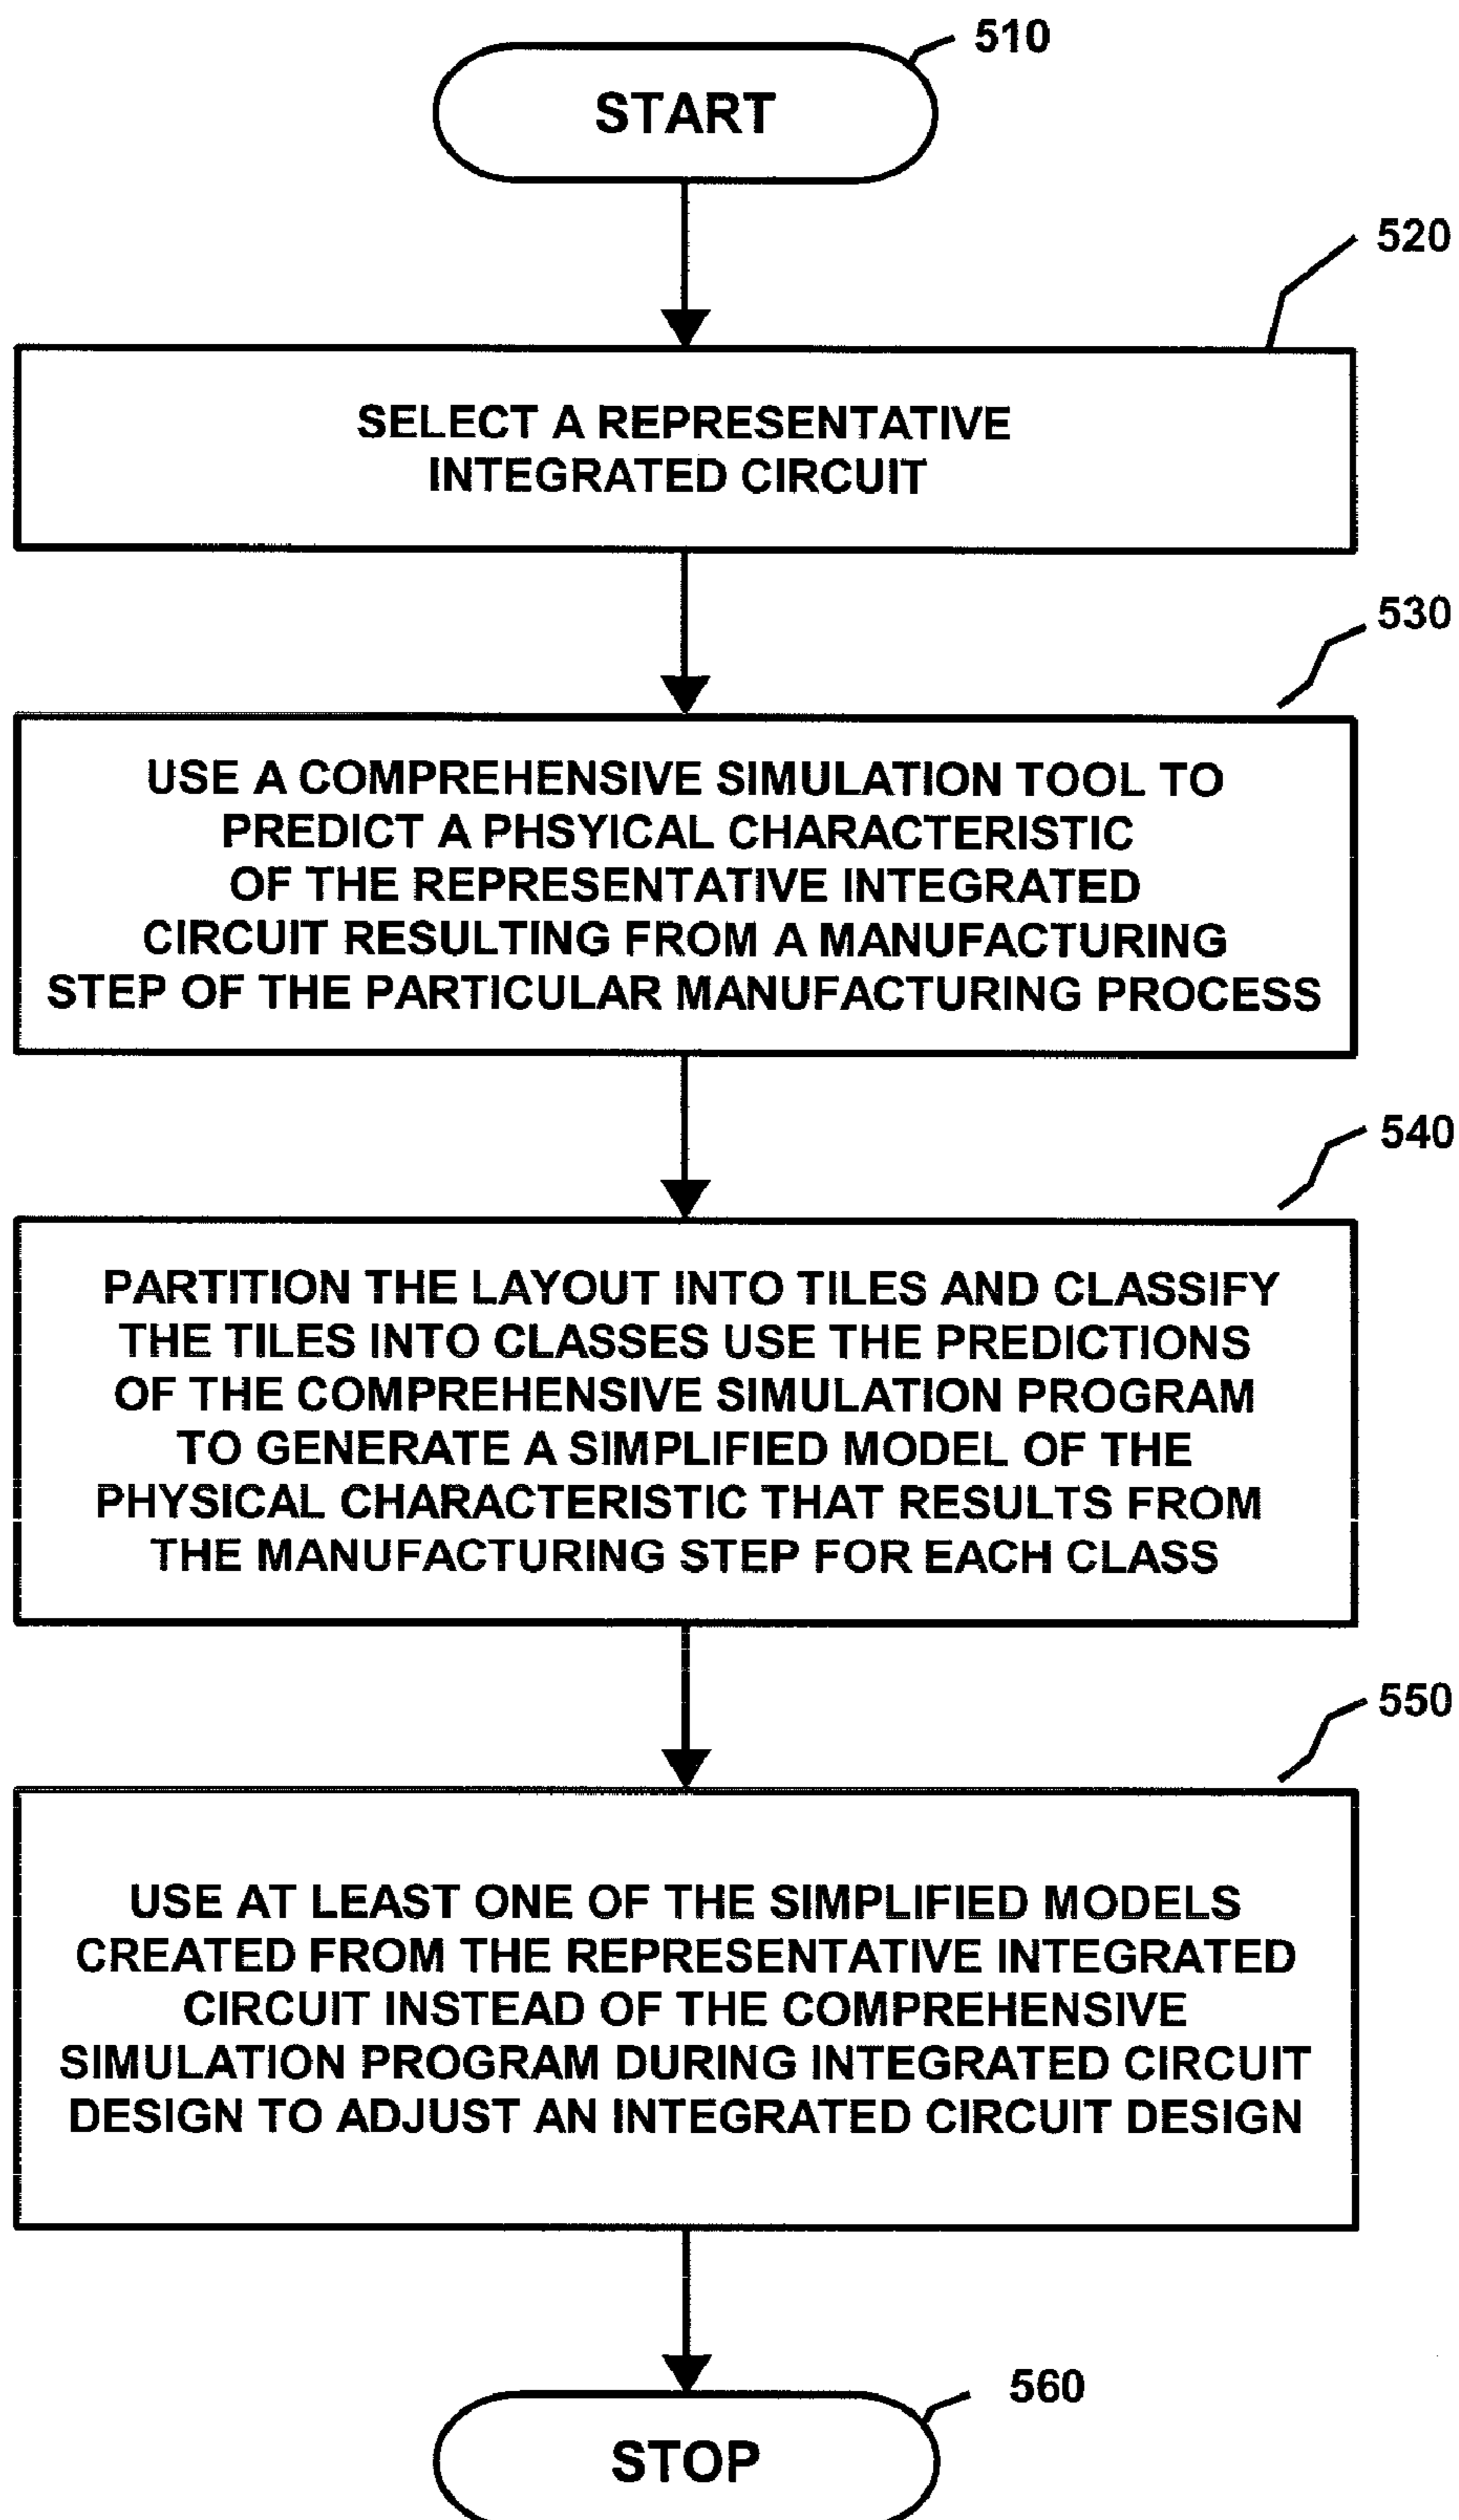 510
START
520
SELECT A REPRESENTATIVE
INTEGRATED CIRCUIT
530
USE A COMPREHENSIVE SIMULATION TOOL TO
PREDICT A PHSYICAL CHARACTERISTIC
OF THE REPRESENTATIVE INTEGRATED
CIRCUIT RESULTING FROM A MANUFACTURING
STEP OF THE PARTICULAR MANUFACTURING PROCESS
540
PARTITION THE LAYOUT INTO TILES AND CLASSIFY
THE TILES INTO CLASSES USE THE PREDICTIONS
OF THE COMPREHENSIVE SIMULATION PROGRAM
TO GENERATE A SIMPLIFIED MODEL OF THE
PHYSICAL CHARACTERISTIC THAT RESULTS FROM
THE MANUFACTURING STEP FOR EACH CLASS
550
USE AT LEAST ONE OF THE SIMPLIFIED MODELS
CREATED FROM THE REPRESENTATIVE INTEGRATED
CIRCUIT INSTEAD OF THE COMPREHENSIVE
SIMULATION PROGRAM DURING INTEGRATED CIRCUIT
DESIGN TO ADJUST AN INTEGRATED CIRCUIT DESIGN
560
STOP